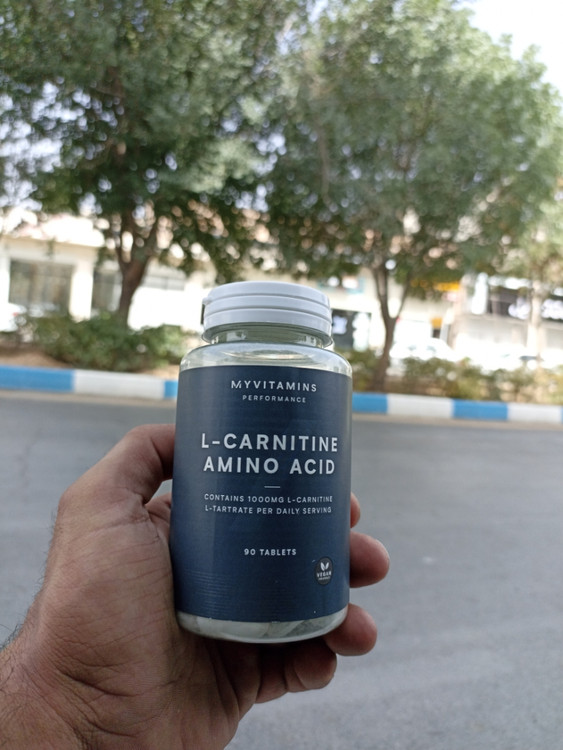 MYVITAMINS
PERFORMANCE
L-CARNITINE
AMINO ACID
CONTAINS 1000MG L-CARNITINE
L-TARTRATE PER DAILY SERVING
90 TABLETS
VEGAN